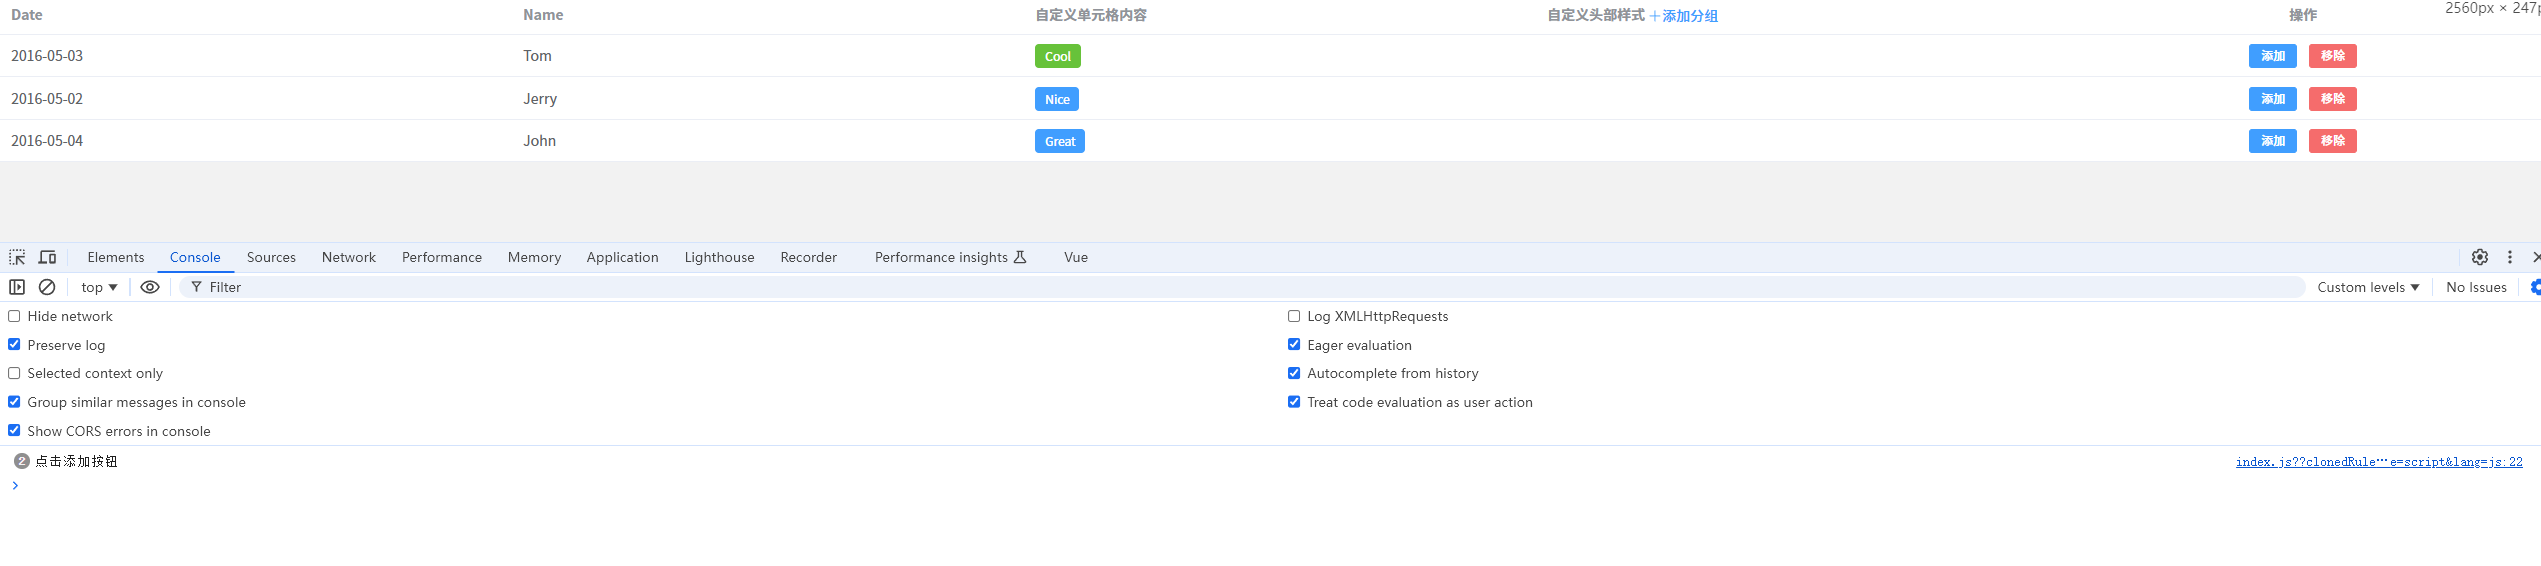 Date Name 自定义单元格内容 自定义头部样式 添加分组 操作 2560px × 247p
2016-05-03 Tom Cool 添加 移除
2016-05-02 Jerry Nice 添加 移除
2016-05-04 John Great 添加 移除
Elements Console Sources Network Performance Memory Application Lighthouse Recorder Performance insights Vue
top Filter Custom levels No Issues
Hide network Log XMLHttpRequests
Preserve log Eager evaluation
Selected context only Autocomplete from history
Group similar messages in console Treat code evaluation as user action
Show CORS errors in console
2 点击添加按钮 index.js??clonedRule…e=script&lang=js:22